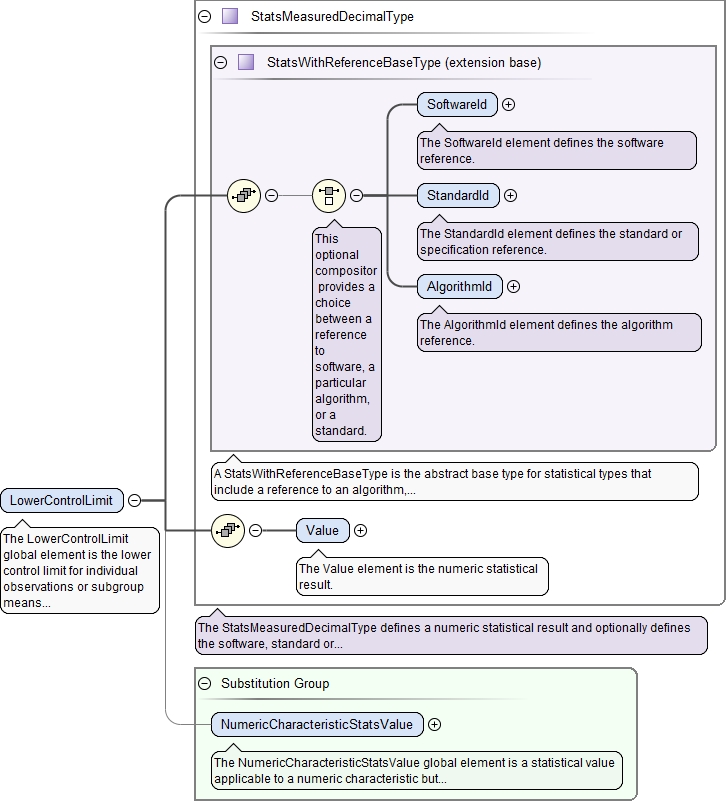 StatsMeasuredDecimalType
StatsWithReferenceBaseType (extension base)
SoftwareId
The SoftwareId element defines the software
reference.
StandardId
The StandardId element defines the standard or
specification reference.
This
optional
compositor
provides a
choice
between a
reference
to
software, a
particular
algorithm,
or a
standard.
AlgorithmId
The AlgorithmId element defines the algorithm
reference.
A StatsWithReferenceBaseType is the abstract base type for statistical types that
include a reference to an algorithm,...
LowerControlLimit
The LowerControlLimit
global element is the lower
control limit for individual
observations or subgroup
means...
Value
The Value element is the numeric statistical
result.
The StatsMeasuredDecimalType defines a numeric statistical result and optionally defines
the software, standard or...
Substitution Group
NumericCharacteristicStatsValue
The NumericCharacteristicStatsValue global element is a statistical value
applicable to a numeric characteristic but...